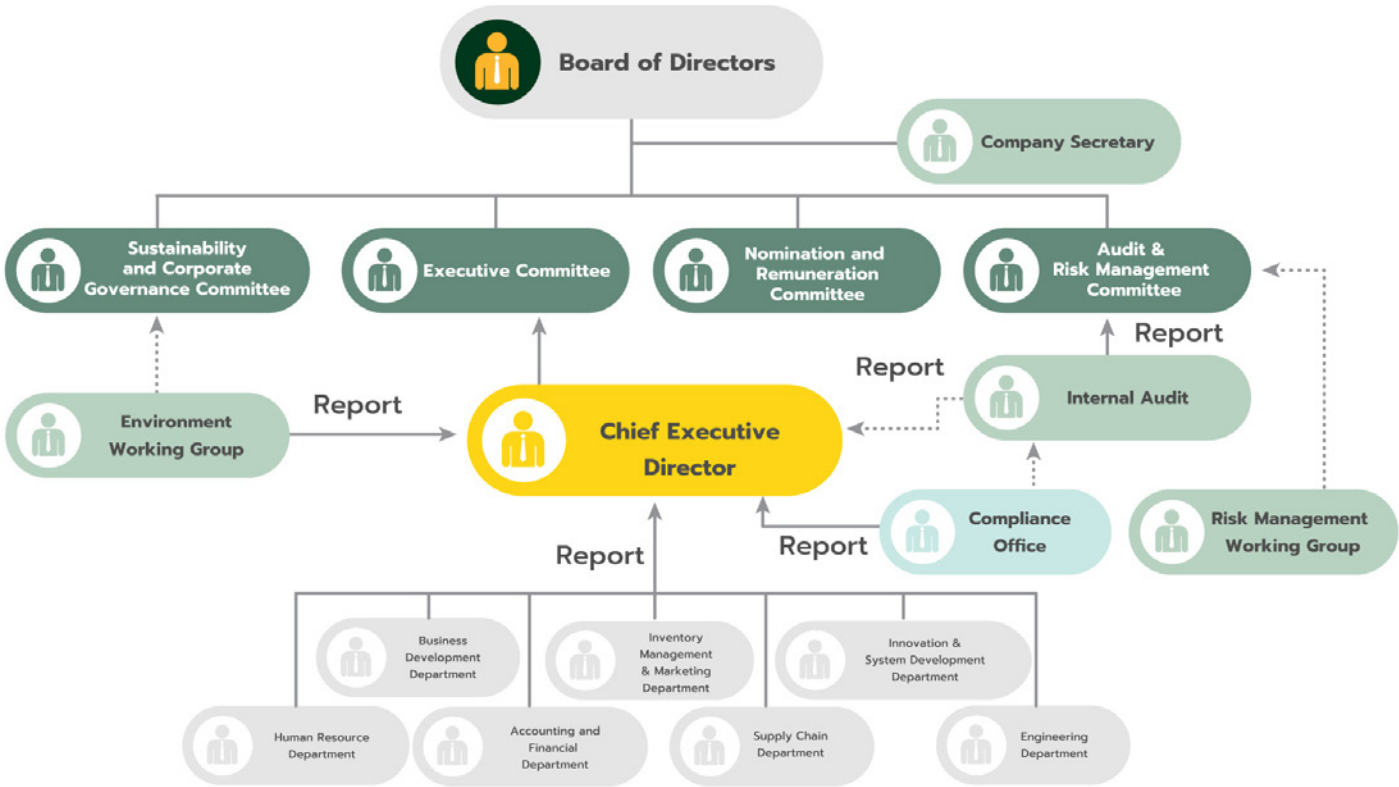 Board of Directors
Company Secretary
Sustainability
and Corporate
Governance Committee
Executive Committee
Nomination and
Remuneration
Committee
Audit &
Risk Management
Committee
Report
Report
Internal Audit
Environment
Working Group
Report
Chief Executive
Director
Compliance
Office
Risk Management
Working Group
Report
Report
Business
Development
Department
Inventory
Management
& Marketing
Department
Innovation &
System Development
Department
Human Resource
Department
Accounting and
Financial
Department
Supply Chain
Department
Engineering
Department